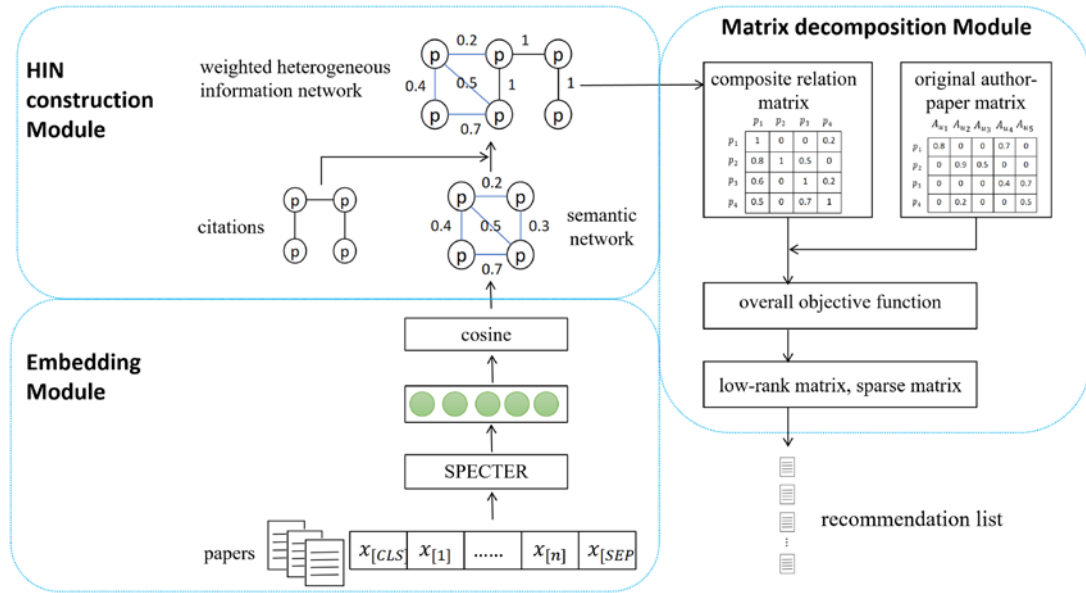 HIN
construction
Module
weighted heterogeneous
information network
0.2
1
p p p
0.4
0.5
1
1
p p p
0.7
citations
p p
p p
0.2
p p
0.4
0.5
0.3
p p
0.7
semantic
network
Embedding
Module
cosine
SPECTER
papers
x[CLS] x[1] ...... x[n] x[SEP
Matrix decomposition Module
composite relation
matrix
p1 p2 p3 p4
p1 1 0 0 0.2
p2 0.8 1 0.5 0
p3 0.6 0 1 0.2
p4 0.5 0 0.7 1
original author-
paper matrix
Au1 Au2 Au3 Au4 Au5
p1 0.8 0 0 0.7 0
p2 0 0.9 0.5 0 0
p3 0 0 0 0.4 0.7
p4 0 0.2 0 0 0.5
overall objective function
low-rank matrix, sparse matrix
recommendation list